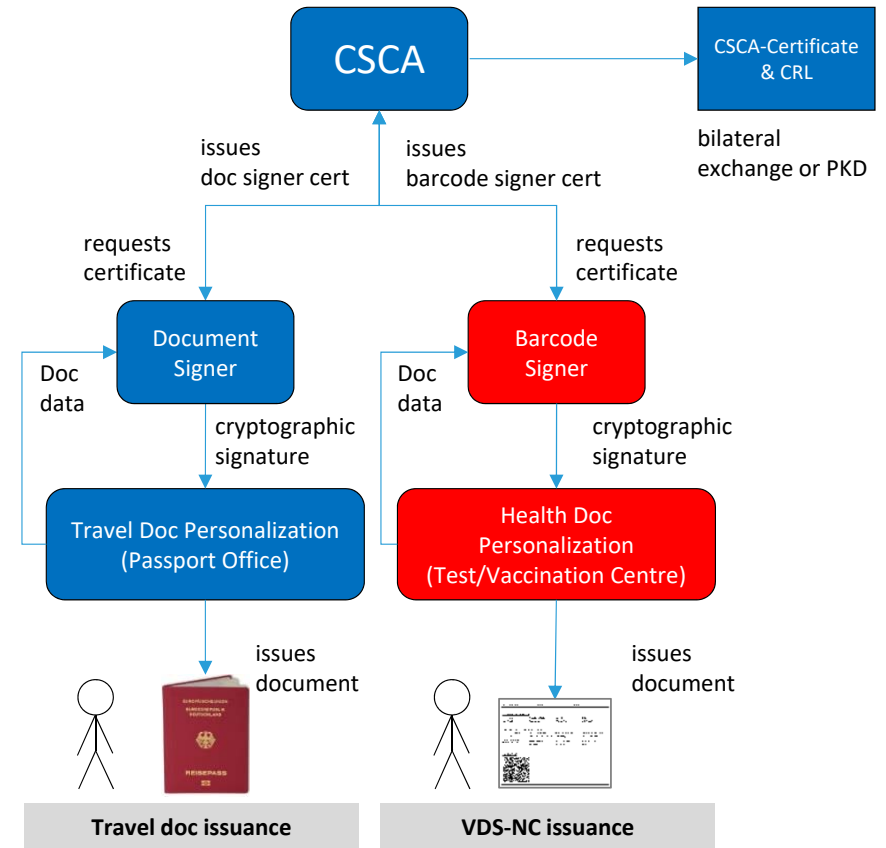 CSCA
CSCA-Certificate
& CRL
bilateral
exchange or PKD
issues
doc signer cert
issues
barcode signer cert
requests
certificate
requests
certificate
Document
Signer
Barcode
Signer
Doc
data
Doc
data
cryptographic
signature
cryptographic
signature
Travel Doc Personalization
(Passport Office)
Health Doc
Personalization
(Test/Vaccination Centre)
issues
document
issues
document
REISEPASS
Travel doc issuance
VDS-NC issuance